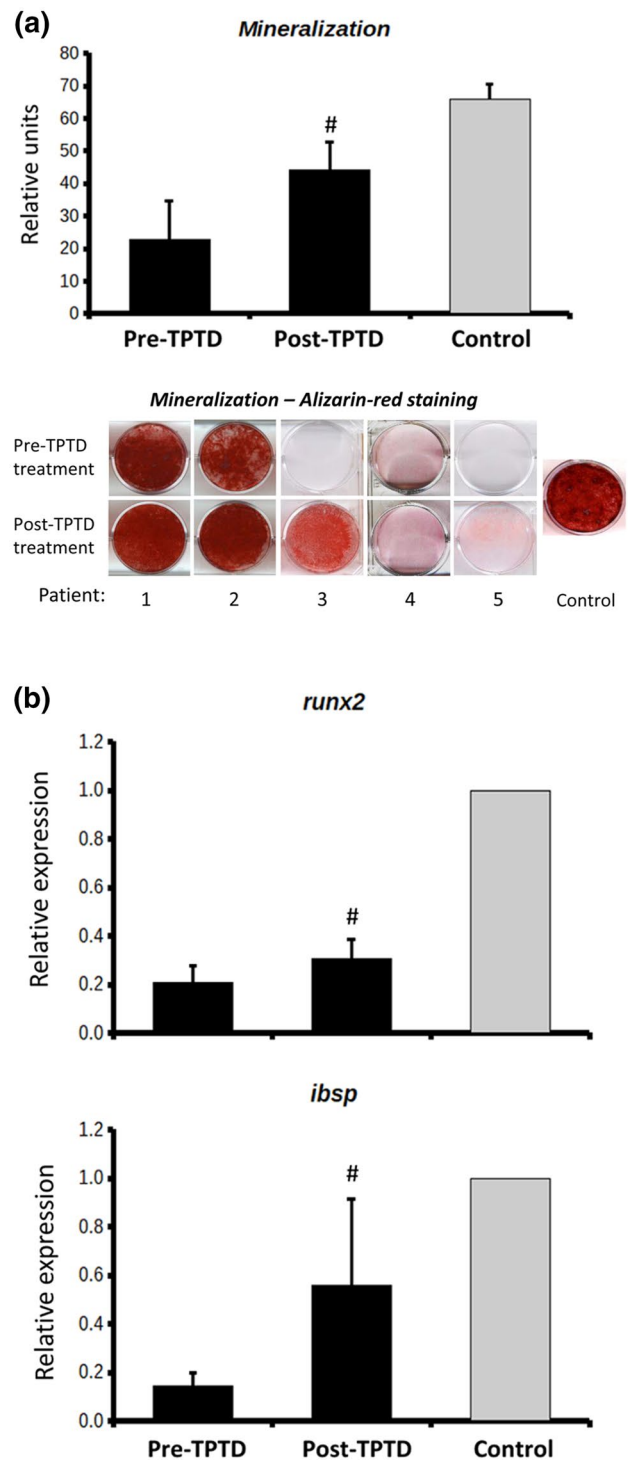 (a)
Mineralization
Relative units
80
70
60
50
40
30
20
10
0
#
Pre-TPTD Post-TPTD Control
Mineralization – Alizarin-red staining
Pre-TPTD
treatment
Post-TPTD
treatment
Patient: 1 2 3 4 5 Control
(b)
runx2
Relative expression
1.2
1.0
0.8
0.6
0.4
0.2
0.0
#
ibsp
Relative expression
1.2
1.0
0.8
0.6
0.4
0.2
0.0
#
Pre-TPTD Post-TPTD Control